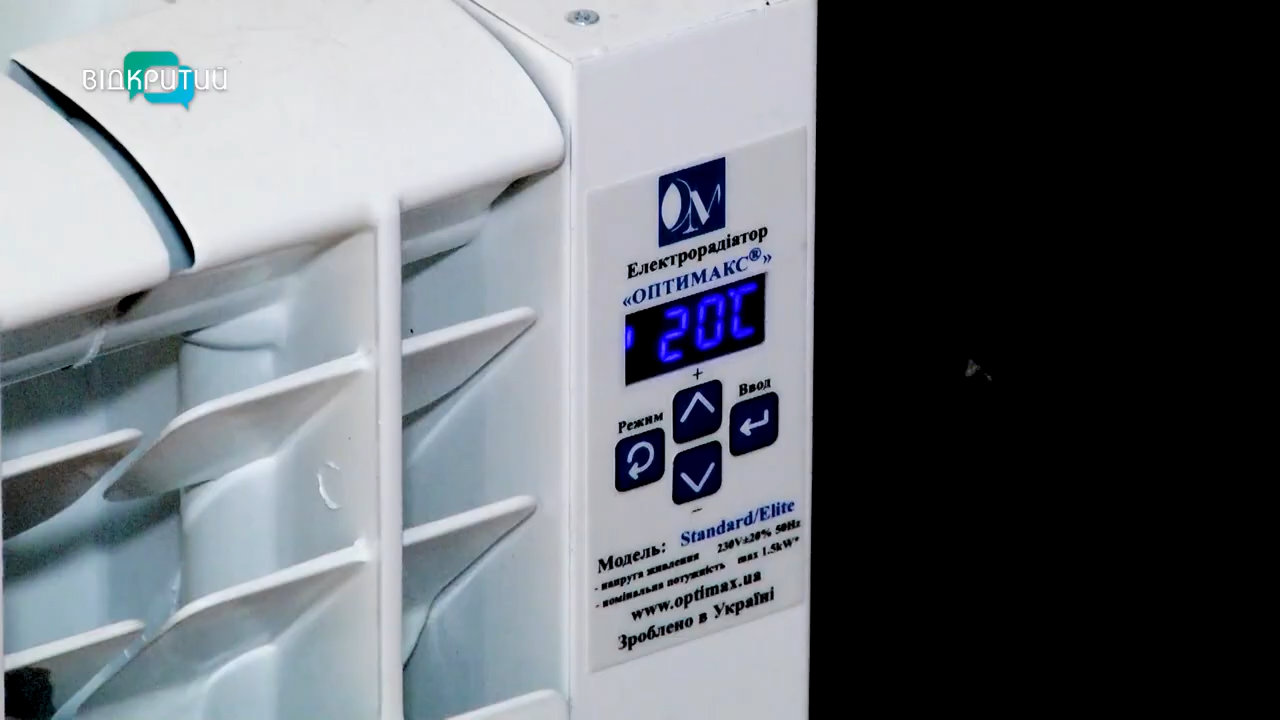 ВІДКРИТИЙ
ОМ
Електрорадіатор
«ОПТИМАКС®»
20C
+
Ввод
Режим
−
Standard/Elite
Модель:
230V±20% 50Hz
- напруга живлення
max 1.5kW*
- номінальна потужність
www.optimax.ua
Зроблено в Україні